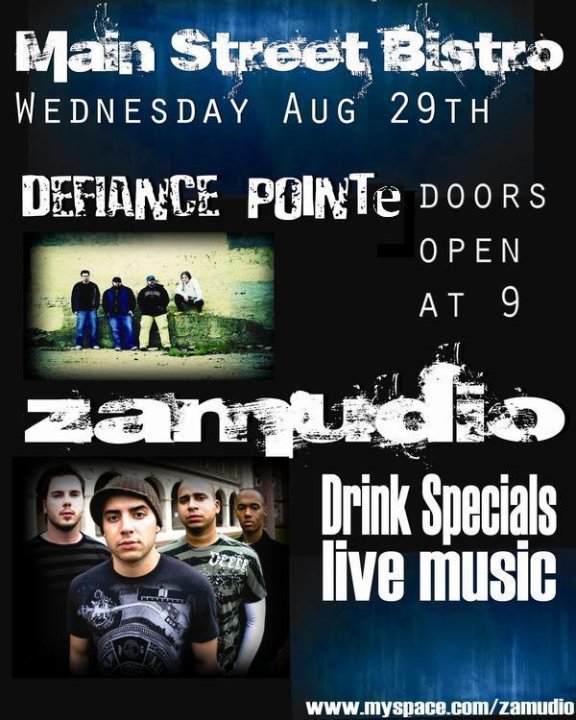 Main Street Bistro
Wednesday Aug 29th
DEFIANCE POINTe
DOORS
OPEN
AT 9
zamudio
Drink Specials
live music
www.myspace.com/zamudio